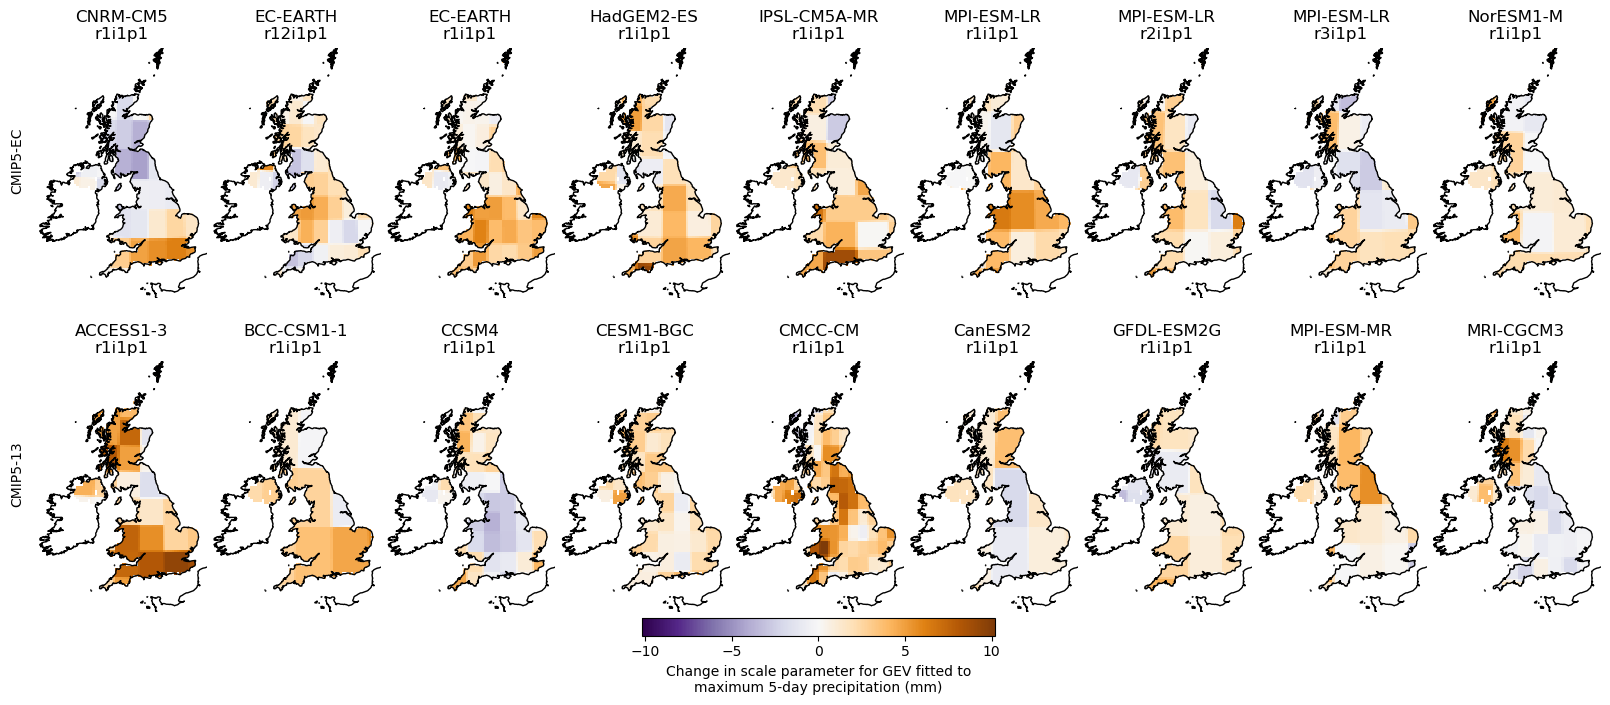 CNRM-CM5 EC-EARTH EC-EARTH HadGEM2-ES IPSL-CM5A-MR MPI-ESM-LR MPI-ESM-LR MPI-ESM-LR NorESM1-M
r1i1p1 r12i1p1 r1i1p1 r1i1p1 r1i1p1 r1i1p1 r2i1p1 r3i1p1 r1i1p1
CMIP5-EC
ACCESS1-3 BCC-CSM1-1 CCSM4 CESM1-BGC CMCC-CM CanESM2 GFDL-ESM2G MPI-ESM-MR MRI-CGCM3
r1i1p1 r1i1p1 r1i1p1 r1i1p1 r1i1p1 r1i1p1 r1i1p1 r1i1p1 r1i1p1
CMIP5-13
−10 −5 0 5 10
Change in scale parameter for GEV fitted to
maximum 5-day precipitation (mm)